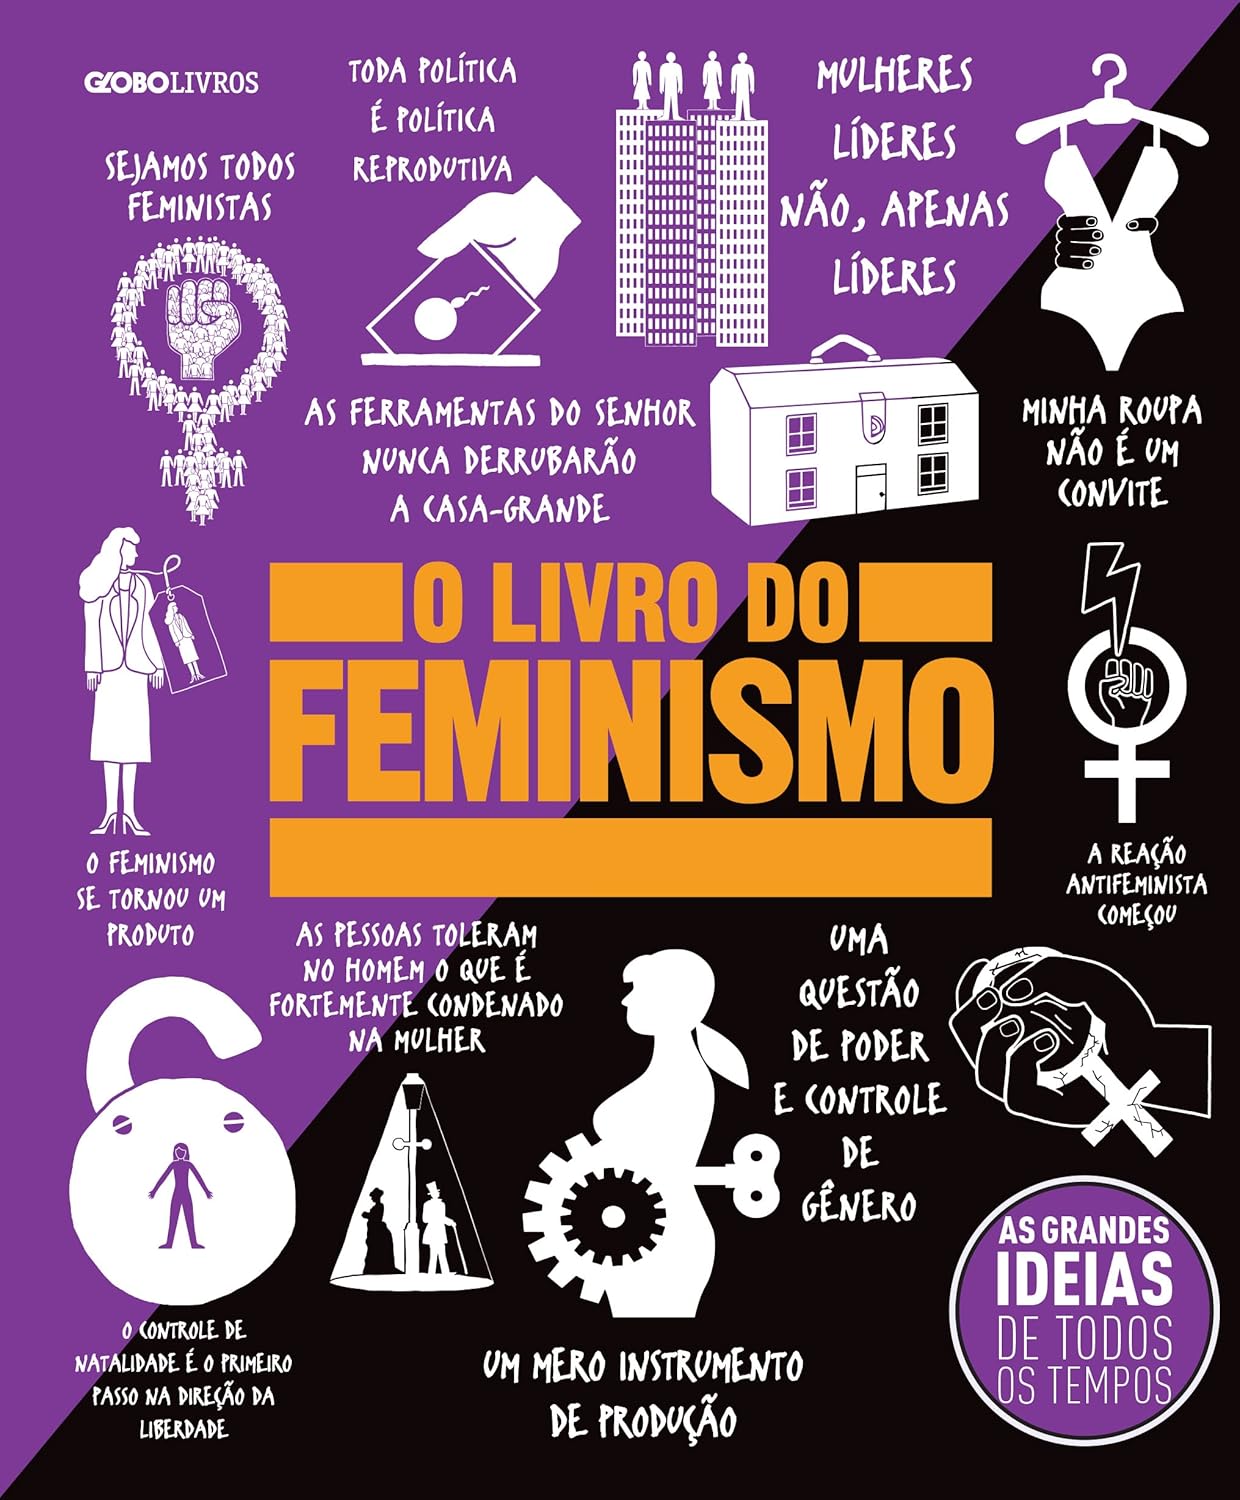 GLOBOLIVROS
TODA POLÍTICA
É POLÍTICA
REPRODUTIVA
MULHERES
LÍDERES
NÃO, APENAS
LÍDERES
SEJAMOS TODOS
FEMINISTAS
AS FERRAMENTAS DO SENHOR
NUNCA DERRUBARÃO
A CASA-GRANDE
MINHA ROUPA
NÃO É UM
CONVITE
O LIVRO DO
FEMINISMO
O FEMINISMO
SE TORNOU UM
PRODUTO
A REAÇÃO
ANTIFEMINISTA
COMEÇOU
AS PESSOAS TOLERAM
NO HOMEM O QUE É
FORTEMENTE CONDENADO
NA MULHER
UMA
QUESTÃO
DE PODER
E CONTROLE
DE
GÊNERO
O CONTROLE DE
NATALIDADE É O PRIMEIRO
PASSO NA DIREÇÃO DA
LIBERDADE
UM MERO INSTRUMENTO
DE PRODUÇÃO
AS GRANDES
IDEIAS
DE TODOS
OS TEMPOS